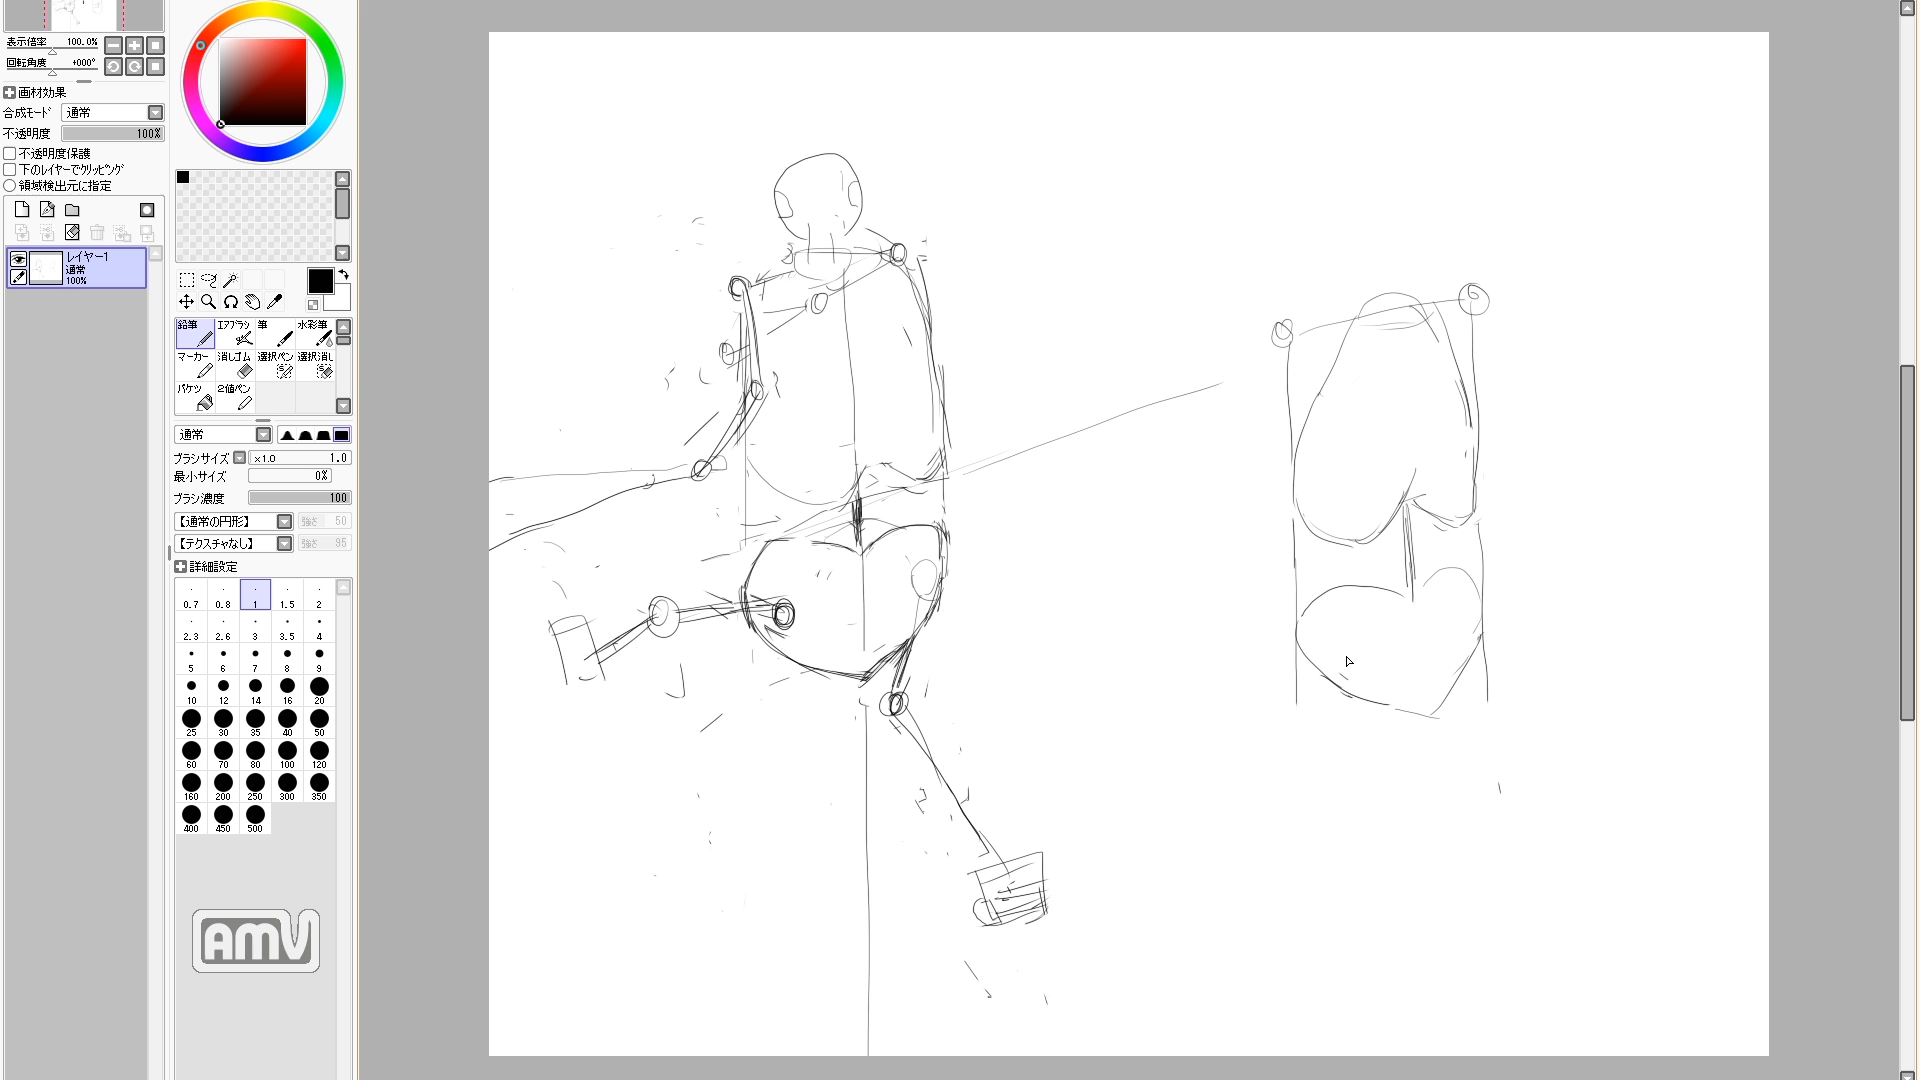 表示倍率 100.0%
回転角度 +000°
画材効果
合成モード 通常
不透明度 100%
不透明度保護
下のレイヤーでクリッピング
領域検出元に指定
レイヤー1
通常
100%
鉛筆 エアブラシ 筆 水彩筆
マーカー 消しゴム 選択ペン 選択消し
バケツ 2値ペン
通常
ブラシサイズ ×1.0 1.0
最小サイズ 0%
ブラシ濃度 100
【通常の円形】 強さ 50
【テクスチャなし】 強さ 95
詳細設定
0.7 0.8 1 1.5 2
2.3 2.6 3 3.5 4
5 6 7 8 9
10 12 14 16 20
25 30 35 40 50
60 70 80 100 120
160 200 250 300 350
400 450 500
AMV